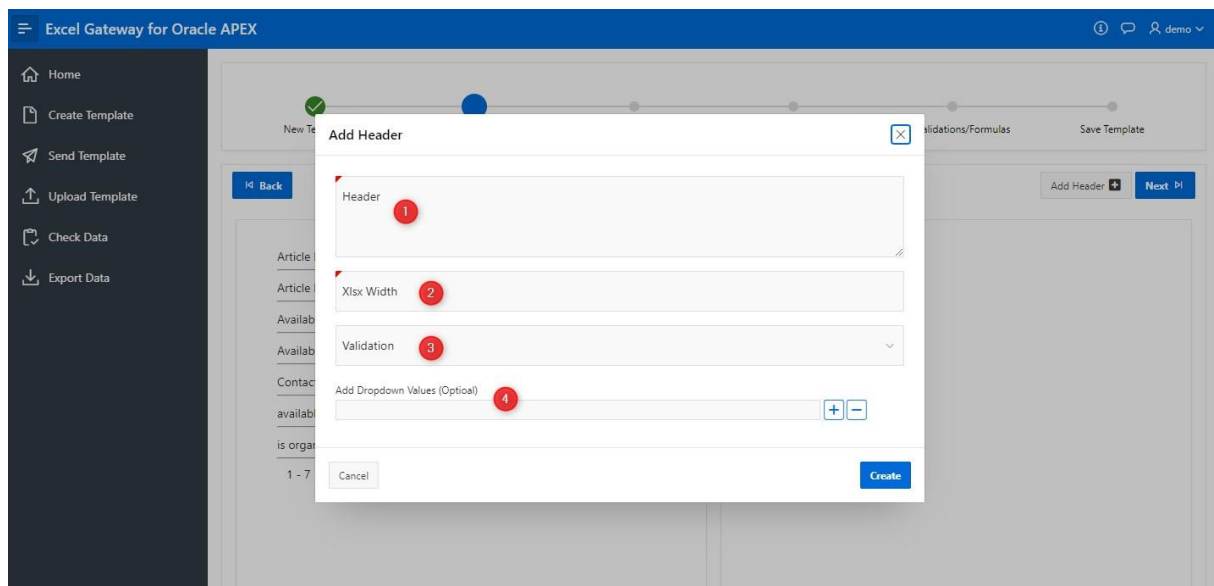 Excel Gateway for Oracle APEX
demo
Home
Create Template
Send Template
Upload Template
Check Data
Export Data
New Te
alidations/Formulas
Save Template
Back
Add Header
Next
Article
Article
Availab
Availab
Contac
availabl
is organ
1 - 7
Add Header
Header
1
Xlsx Width
2
Validation
3
Add Dropdown Values (Optioal)
4
Cancel
Create